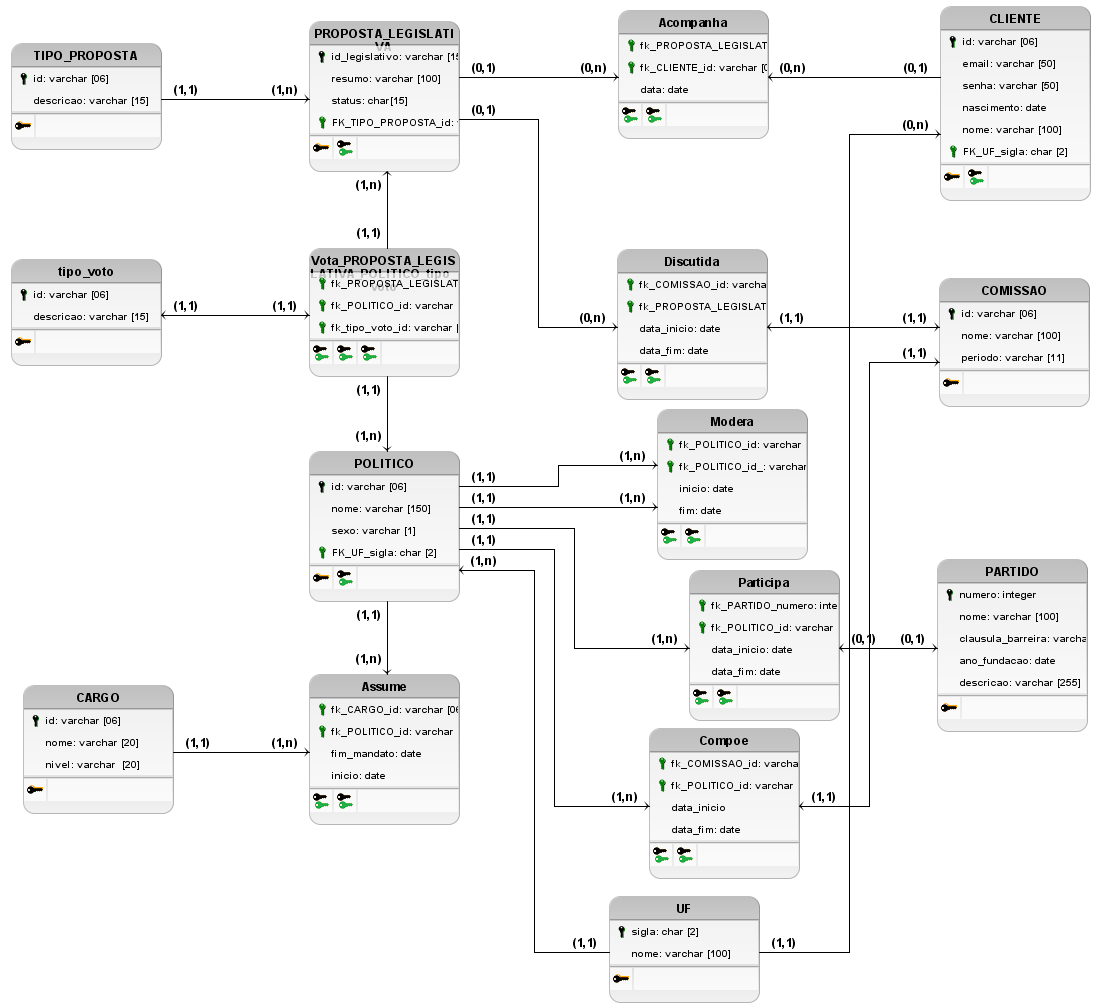 TIPO_PROPOSTA
id: varchar [06]
descricao: varchar [15]
(1,1)
(1,n)
PROPOSTA_LEGISLATI
VA
id_legislativo: varchar [15
resumo: varchar [100]
status: char[15]
FK_TIPO_PROPOSTA_id:
(0,1)
(0,n)
(0,1)
Acompanha
fk_PROPOSTA_LEGISLAT
fk_CLIENTE_id: varchar [0
data: date
(0,n)
(0,1)
CLIENTE
id: varchar [06]
email: varchar [50]
senha: varchar [50]
nascimento: date
nome: varchar [100]
FK_UF_sigla: char [2]
(0,n)
(1,n)
(1,1)
tipo_voto
id: varchar [06]
descricao: varchar [15]
(1,1)
(1,1)
Vota_PROPOSTA_LEGIS
LATIVA_POLITICO_tipo_
voto
fk_PROPOSTA_LEGISLAT
fk_POLITICO_id: varchar
fk_tipo_voto_id: varchar [
(1,1)
(1,n)
Discutida
fk_COMISSAO_id: varcha
fk_PROPOSTA_LEGISLAT
data_inicio: date
data_fim: date
(0,n)
(1,1)
(1,1)
COMISSAO
id: varchar [06]
nome: varchar [100]
periodo: varchar [11]
(1,1)
Modera
fk_POLITICO_id: varchar
fk_POLITICO_id_: varchar
inicio: date
fim: date
(1,n)
(1,n)
POLITICO
id: varchar [06]
nome: varchar [150]
sexo: varchar [1]
FK_UF_sigla: char [2]
(1,1)
(1,1)
(1,1)
(1,1)
(1,n)
(1,1)
(1,n)
Participa
fk_PARTIDO_numero: inte
fk_POLITICO_id: varchar
data_inicio: date
data_fim: date
(1,n)
(0,1)
(0,1)
PARTIDO
numero: integer
nome: varchar [100]
clausula_barreira: varcha
ano_fundacao: date
descricao: varchar [255]
CARGO
id: varchar [06]
nome: varchar [20]
nivel: varchar [20]
(1,1)
(1,n)
Assume
fk_CARGO_id: varchar [06
fk_POLITICO_id: varchar
fim_mandato: date
inicio: date
Compoe
fk_COMISSAO_id: varcha
fk_POLITICO_id: varchar
data_inicio
data_fim: date
(1,n)
(1,1)
UF
sigla: char [2]
nome: varchar [100]
(1,1)
(1,1)